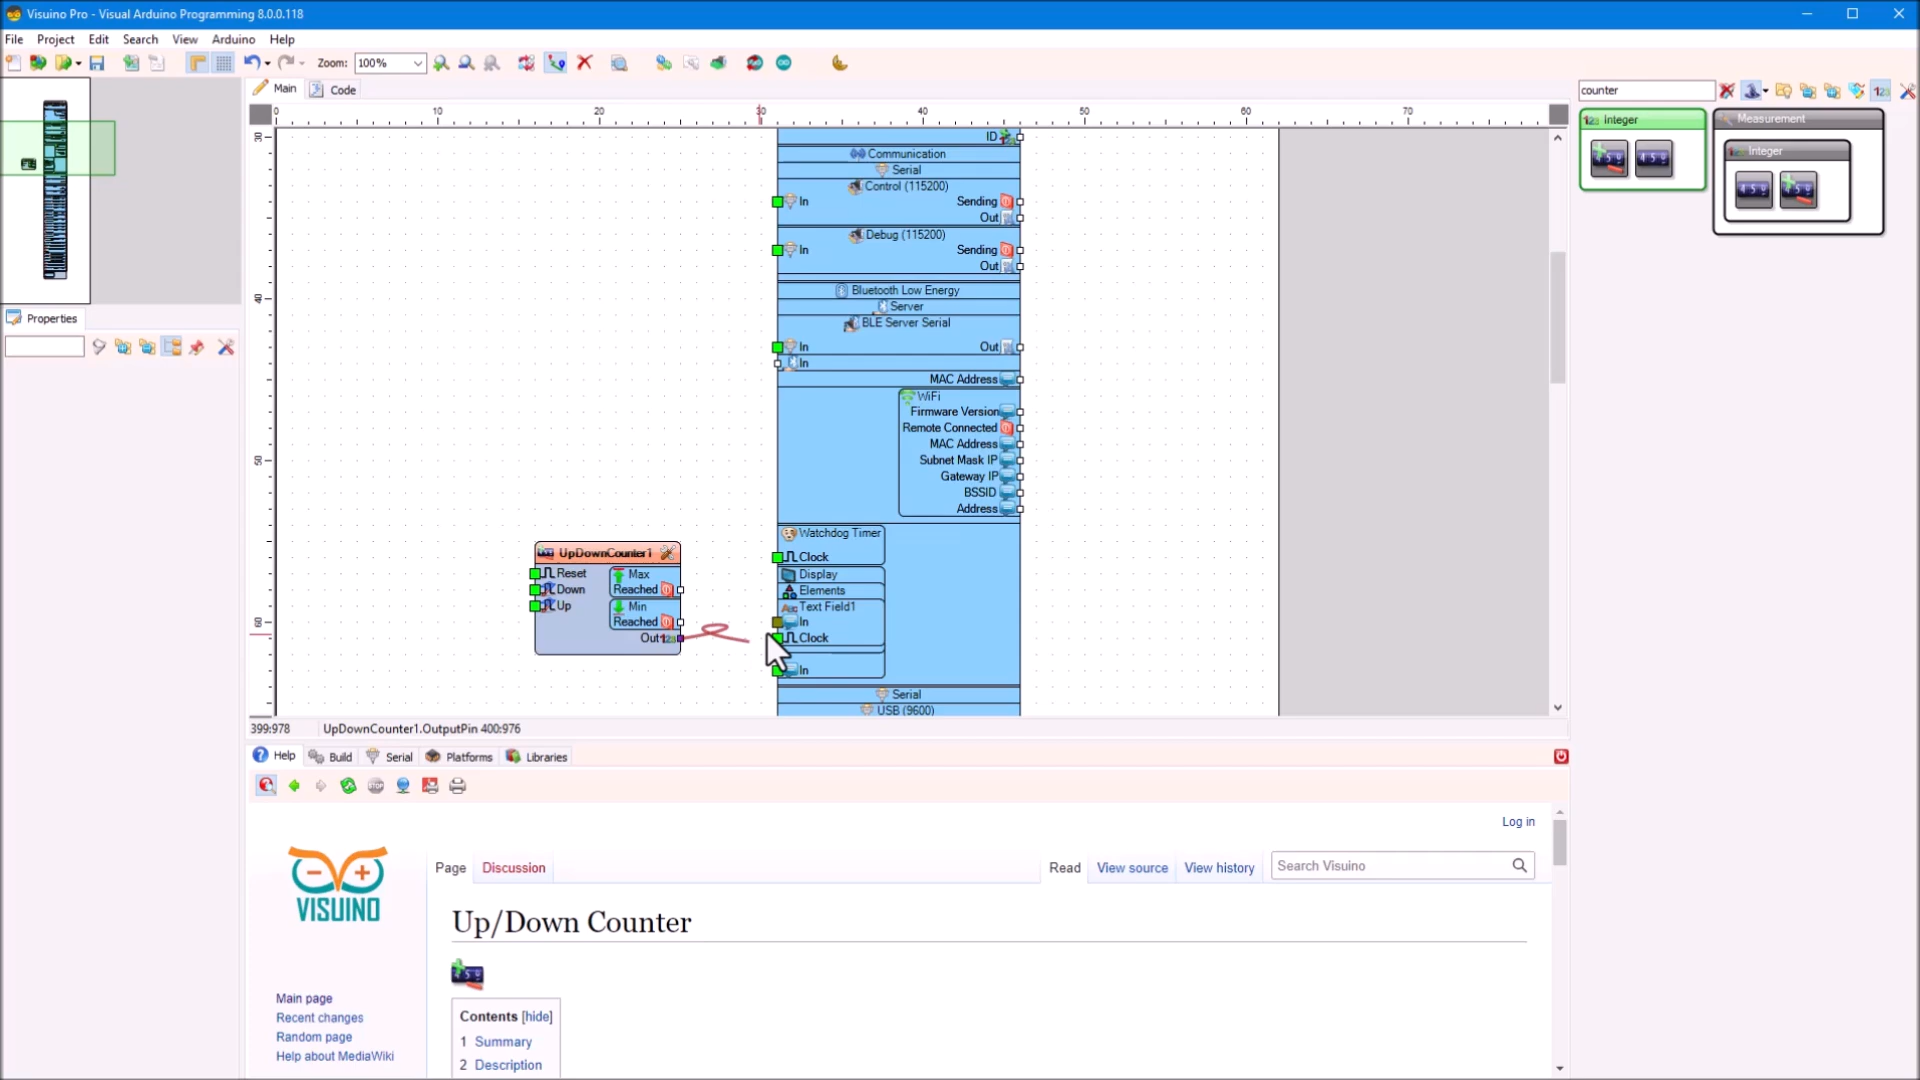 Visuino Pro - Visual Arduino Programming 8.0.0.118
File Project Edit Search View Arduino Help
Zoom: 100%
Main Code
counter
0 10 20 30 40 50 60 70
Integer
Measurement
Integer
30
40
50
60
ID
Communication
Serial
Control (115200)
In Sending
Out
Debug (115200)
In Sending
Out
Bluetooth Low Energy
Server
BLE Server Serial
In Out
In
MAC Address
WiFi
Firmware Version
Remote Connected
MAC Address
Subnet Mask IP
Gateway IP
BSSID
Address
Watchdog Timer
Clock
Display
Elements
Text Field1
In
Clock
In
Serial
USB (9600)
UpDownCounter1
Reset Max
Down Reached
Up Min
Reached
Out
Properties
399:978 UpDownCounter1.OutputPin 400:976
Help Build Serial Platforms Libraries
Log in
VISUINO
Page Discussion Read View source View history Search Visuino
Up/Down Counter
Main page
Recent changes
Random page
Help about MediaWiki
Contents [hide]
1 Summary
2 Description